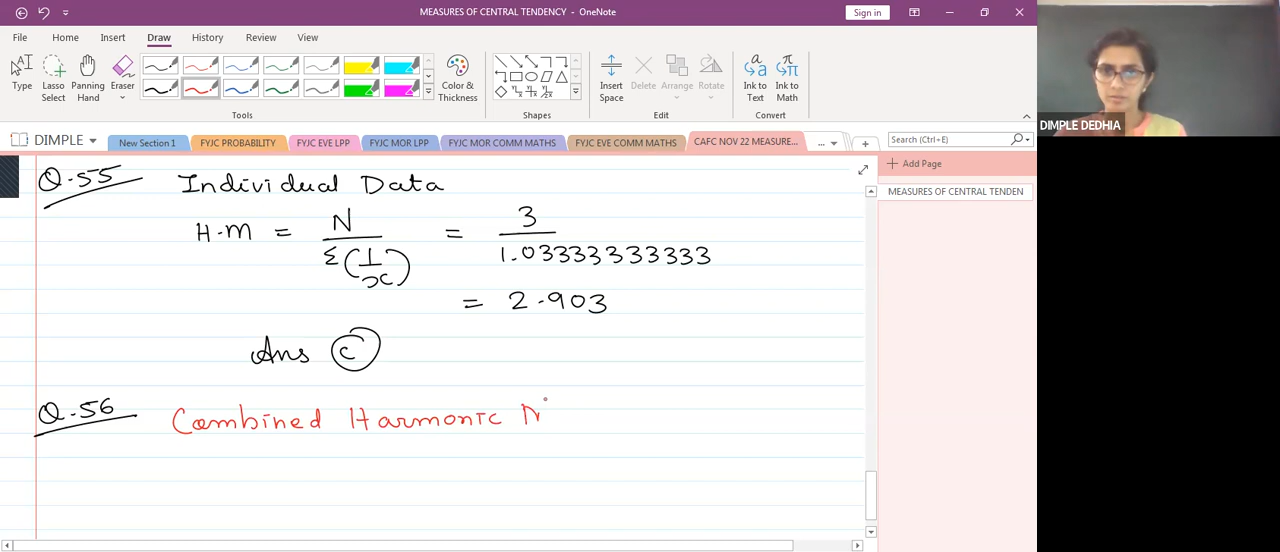 MEASURES OF CENTRAL TENDENCY - OneNote
Sign in
File Home Insert Draw History Review View
Type
Lasso Select
Panning Hand
Eraser
Color & Thickness
Insert Space
Delete
Arrange
Rotate
Ink to Text
Ink to Math
Tools
Shapes
Edit
Convert
DIMPLE DEDHIA
DIMPLE
New Section 1
FYJC PROBABILITY
FYJC EVE LPP
FYJC MOR LPP
FYJC MOR COMM MATHS
FYJC EVE COMM MATHS
CAFC NOV 22 MEASURE...
Search (Ctrl+E)
Add Page
MEASURES OF CENTRAL TENDEN
Q.55 Individual Data
H.M = N / Σ(1/x) = 3 / 1.03333333333
= 2.903
Ans C
Q.56 Combined Harmonic